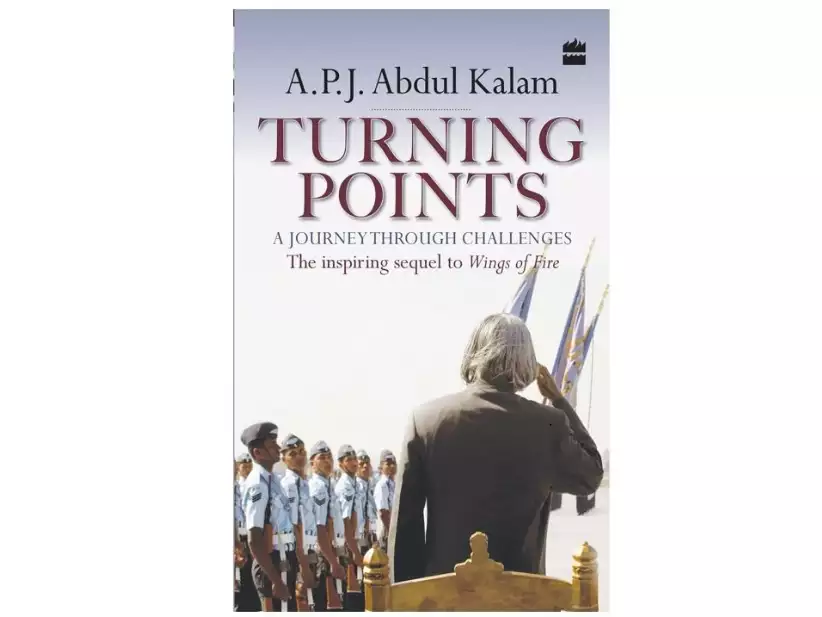 A.P.J. Abdul Kalam
TURNING
POINTS
A JOURNEY THROUGH CHALLENGES
The inspiring sequel to Wings of Fire